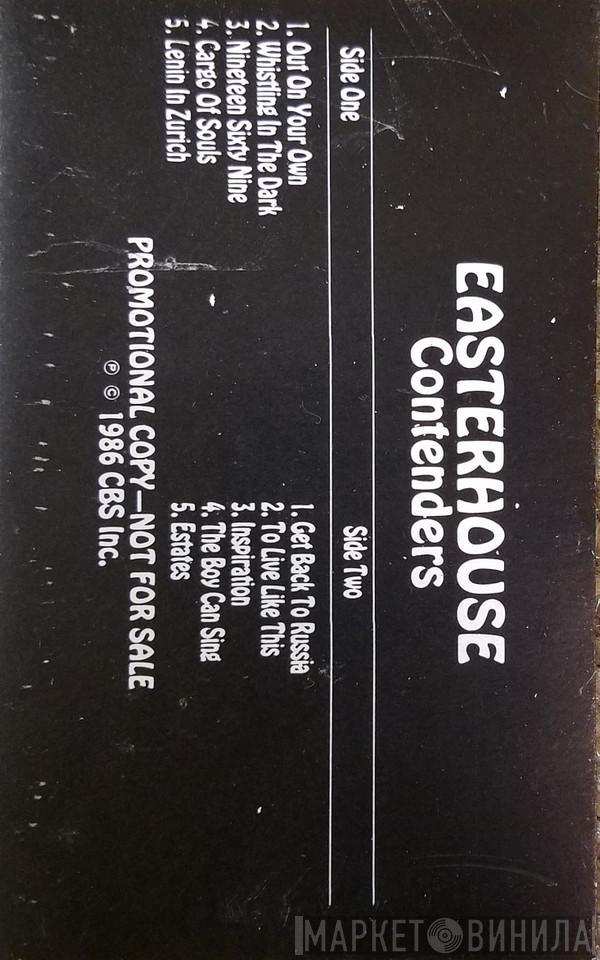 EASTERHOUSE
Contenders
Side One
Side Two
1. Out On Your Own
2. Whistling In The Dark
3. Nineteen Sixty Nine
4. Cargo Of Souls
5. Lenin In Zurich
1. Get Back To Russia
2. To Live Like This
3. Inspiration
4. The Boy Can Sing
5. Estates
PROMOTIONAL COPY—NOT FOR SALE
℗ © 1986 CBS Inc.
МАРКЕТ ВИНИЛА